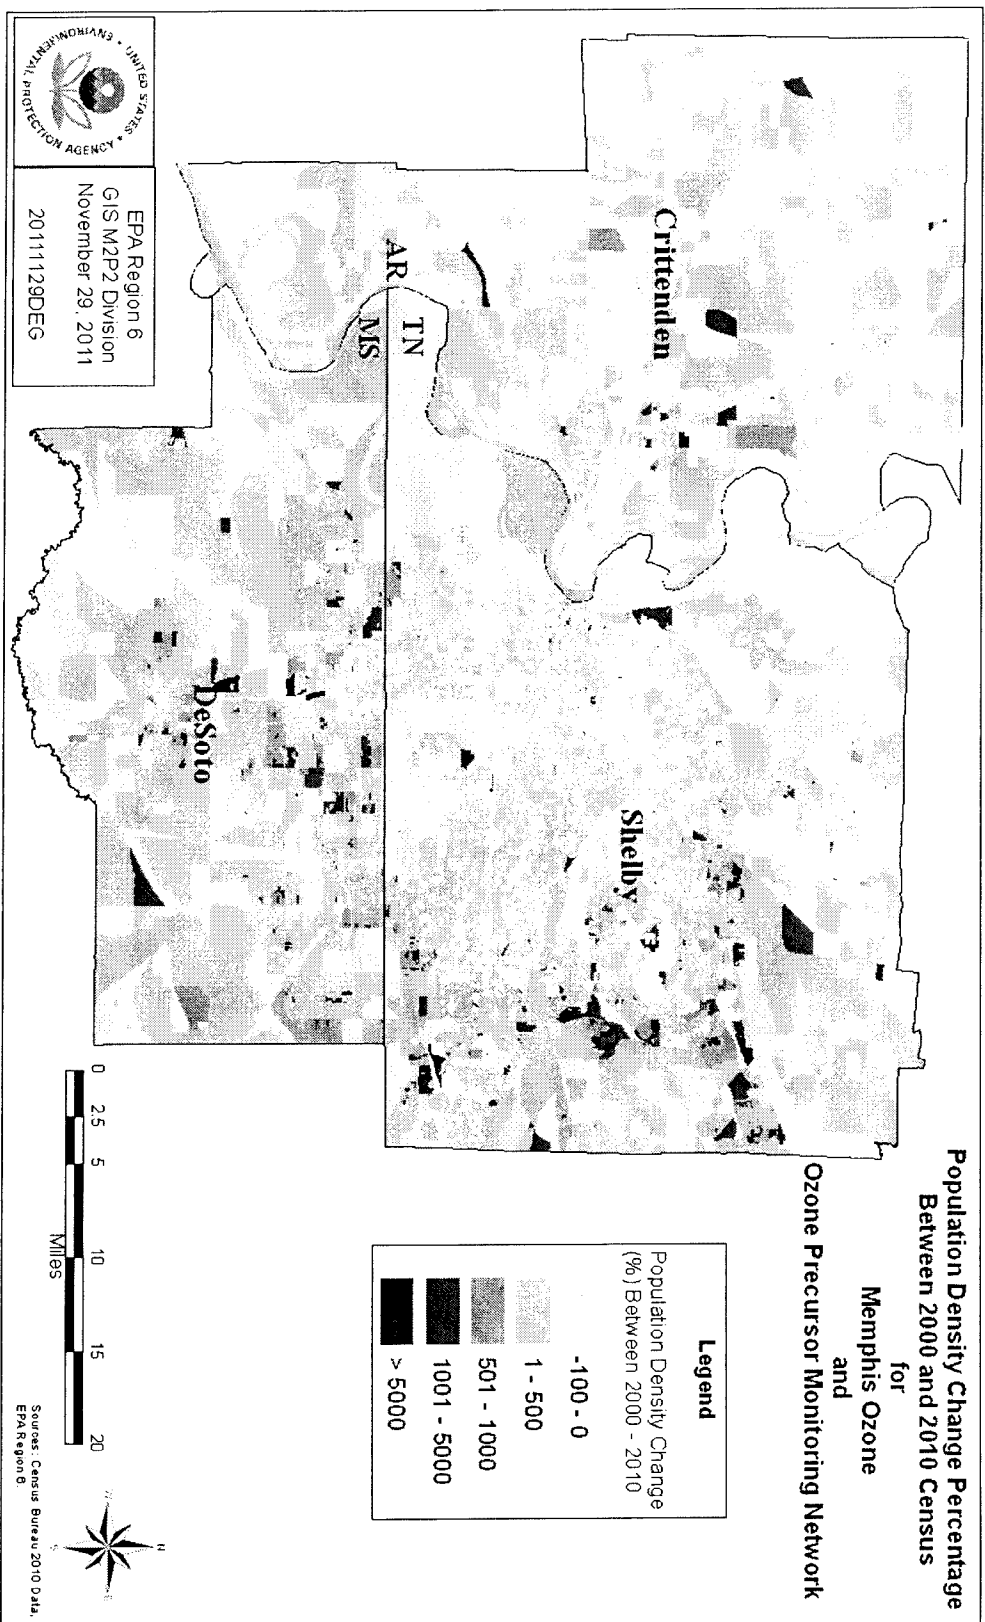 Population Density Change Percentage
Between 2000 and 2010 Census
for
Memphis Ozone
and
Ozone Precursor Monitoring Network
Crittenden
Shelby
AR
TN
MS
DeSoto
Legend
Population Density Change
(%) Between 2000 - 2010
-100 - 0
1 - 500
501 - 1000
1001 - 5000
> 5000
UNITED STATES • ENVIRONMENTAL PROTECTION AGENCY •
EPA Region 6
GIS M2P2 Division
November 29, 2011
20111129DEG
0 2.5 5 10 15 20
Miles
N
S
Sources: Census Bureau 2010 Data,
EPA Region 6.